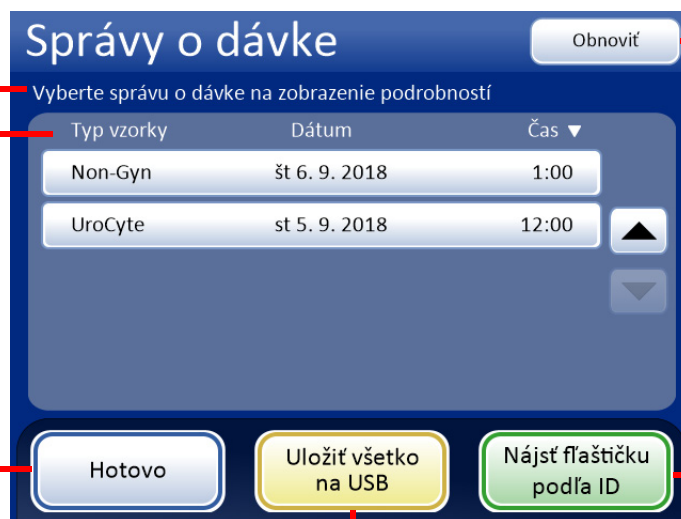 Správy o dávke
Obnoviť
Vyberte správu o dávke na zobrazenie podrobností
Typ vzorky Dátum Čas ▼
Non-Gyn št 6. 9. 2018 1:00
UroCyte st 5. 9. 2018 12:00
Hotovo
Uložiť všetko
na USB
Nájsť fľaštičku
podľa ID